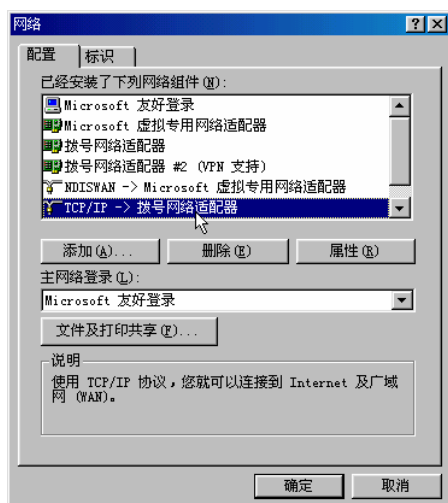 网络
配置 标识
已经安装了下列网络组件(N):
Microsoft 友好登录
Microsoft 虚拟专用网络适配器
拨号网络适配器
拨号网络适配器 #2 (VPN 支持)
NDISWAN -> Microsoft 虚拟专用网络适配器
TCP/IP -> 拨号网络适配器
添加(A)... 删除(E) 属性(R)
主网络登录(L):
Microsoft 友好登录
文件及打印共享(F)...
说明
使用 TCP/IP 协议，您就可以连接到 Internet 及广域
网 (WAN)。
确定 取消